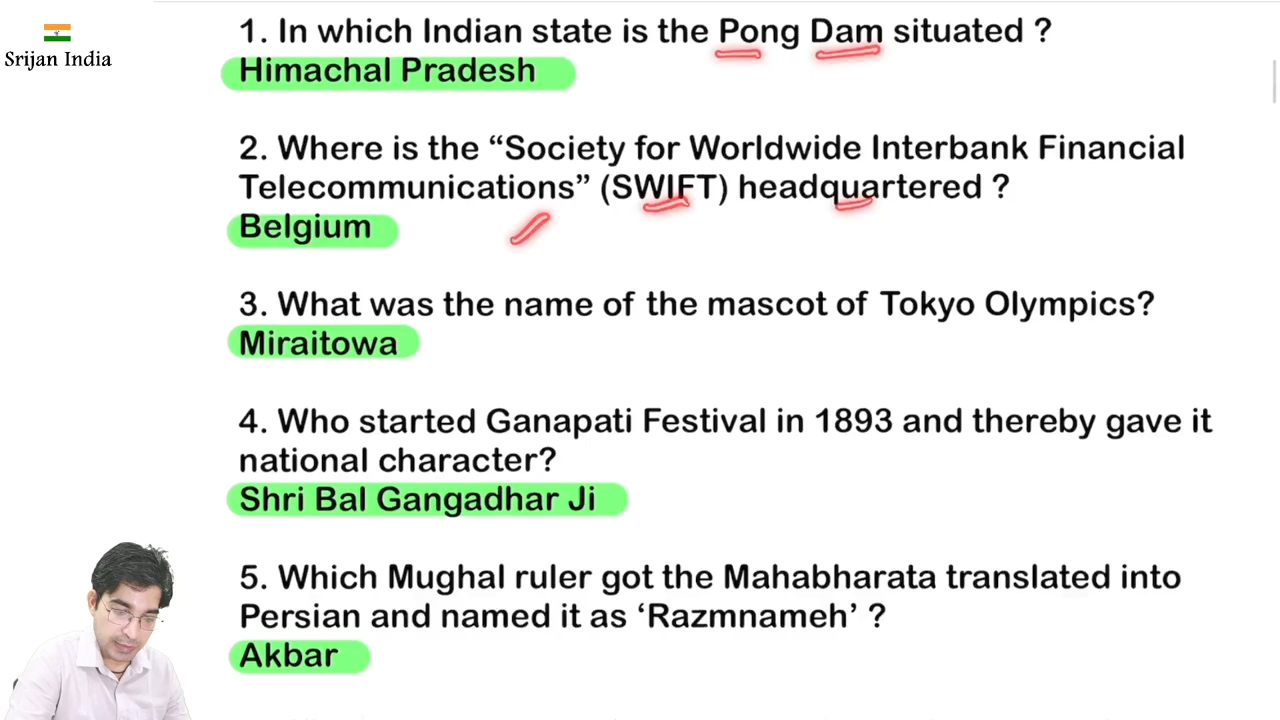 Srijan India
1. In which Indian state is the Pong Dam situated ?
Himachal Pradesh
2. Where is the “Society for Worldwide Interbank Financial
Telecommunications” (SWIFT) headquartered ?
Belgium
3. What was the name of the mascot of Tokyo Olympics?
Miraitowa
4. Who started Ganapati Festival in 1893 and thereby gave it
national character?
Shri Bal Gangadhar Ji
5. Which Mughal ruler got the Mahabharata translated into
Persian and named it as ‘Razmnameh’ ?
Akbar